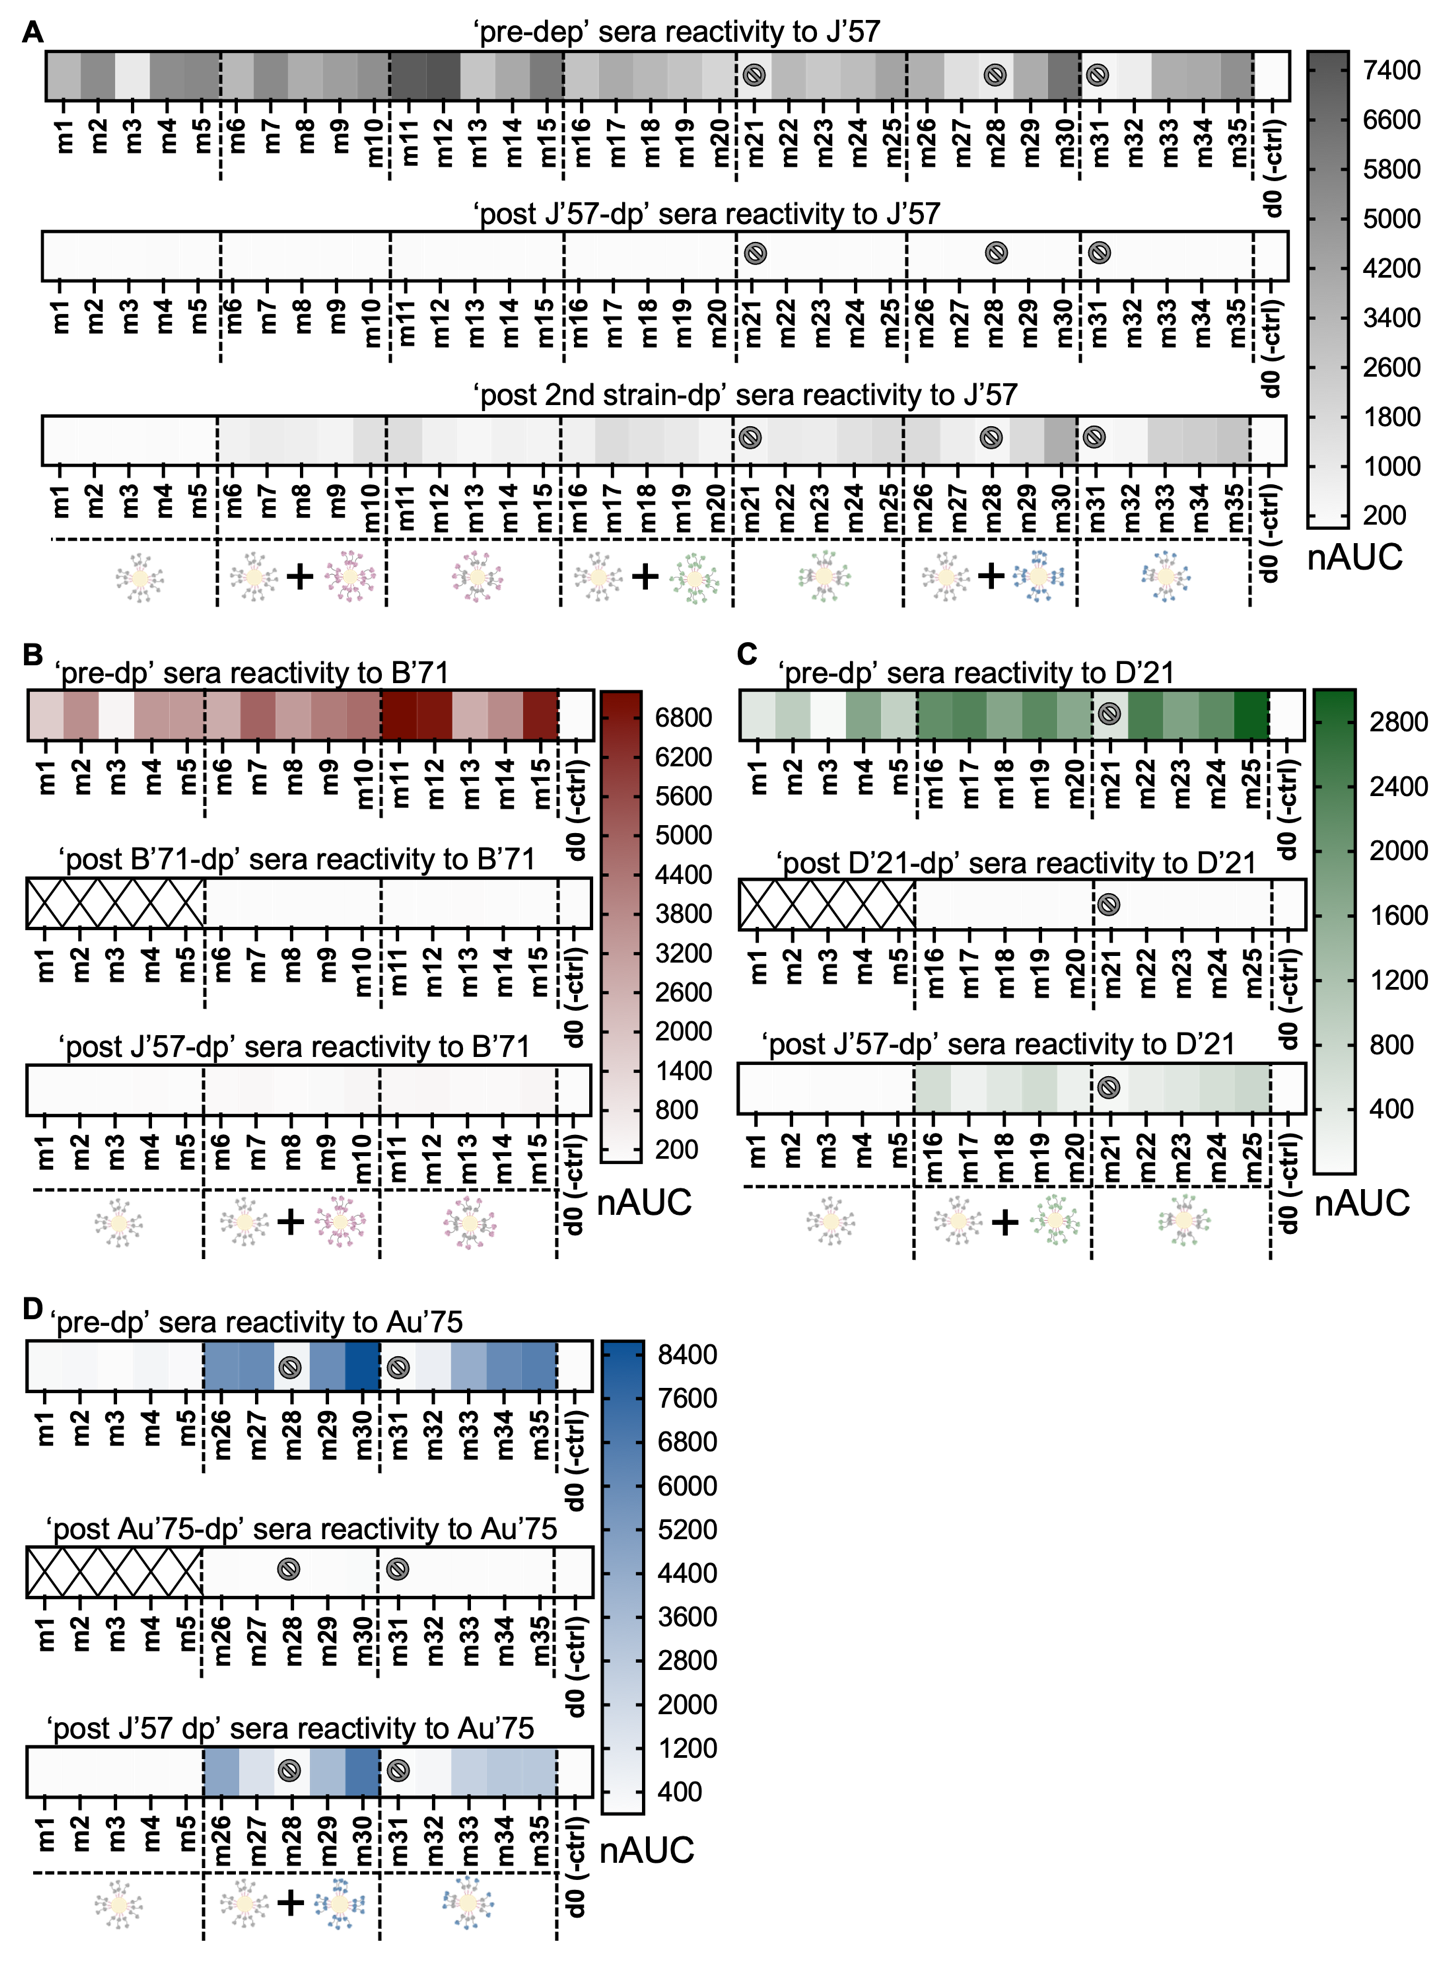 A
‘pre-dep’ sera reactivity to J’57
m1 m2 m3 m4 m5 m6 m7 m8 m9 m10 m11 m12 m13 m14 m15 m16 m17 m18 m19 m20 m21 m22 m23 m24 m25 m26 m27 m28 m29 m30 m31 m32 m33 m34 m35 d0 (-ctrl)
‘post J’57-dp’ sera reactivity to J’57
m1 m2 m3 m4 m5 m6 m7 m8 m9 m10 m11 m12 m13 m14 m15 m16 m17 m18 m19 m20 m21 m22 m23 m24 m25 m26 m27 m28 m29 m30 m31 m32 m33 m34 m35 d0 (-ctrl)
‘post 2nd strain-dp’ sera reactivity to J’57
m1 m2 m3 m4 m5 m6 m7 m8 m9 m10 m11 m12 m13 m14 m15 m16 m17 m18 m19 m20 m21 m22 m23 m24 m25 m26 m27 m28 m29 m30 m31 m32 m33 m34 m35 d0 (-ctrl)
+ + +
7400
6600
5800
5000
4200
3400
2600
1800
1000
200
nAUC
B
‘pre-dp’ sera reactivity to B’71
m1 m2 m3 m4 m5 m6 m7 m8 m9 m10 m11 m12 m13 m14 m15 d0 (-ctrl)
‘post B’71-dp’ sera reactivity to B’71
m1 m2 m3 m4 m5 m6 m7 m8 m9 m10 m11 m12 m13 m14 m15 d0 (-ctrl)
‘post J’57-dp’ sera reactivity to B’71
m1 m2 m3 m4 m5 m6 m7 m8 m9 m10 m11 m12 m13 m14 m15 d0 (-ctrl)
+
6800
6200
5600
5000
4400
3800
3200
2600
2000
1400
800
200
nAUC
C
‘pre-dp’ sera reactivity to D’21
m1 m2 m3 m4 m5 m16 m17 m18 m19 m20 m21 m22 m23 m24 m25 d0 (-ctrl)
‘post D’21-dp’ sera reactivity to D’21
m1 m2 m3 m4 m5 m16 m17 m18 m19 m20 m21 m22 m23 m24 m25 d0 (-ctrl)
‘post J’57-dp’ sera reactivity to D’21
m1 m2 m3 m4 m5 m16 m17 m18 m19 m20 m21 m22 m23 m24 m25 d0 (-ctrl)
+
2800
2400
2000
1600
1200
800
400
nAUC
D
‘pre-dp’ sera reactivity to Au’75
m1 m2 m3 m4 m5 m26 m27 m28 m29 m30 m31 m32 m33 m34 m35 d0 (-ctrl)
‘post Au’75-dp’ sera reactivity to Au’75
m1 m2 m3 m4 m5 m26 m27 m28 m29 m30 m31 m32 m33 m34 m35 d0 (-ctrl)
‘post J’57 dp’ sera reactivity to Au’75
m1 m2 m3 m4 m5 m26 m27 m28 m29 m30 m31 m32 m33 m34 m35 d0 (-ctrl)
+
8400
7600
6800
6000
5200
4400
3600
2800
2000
1200
400
nAUC